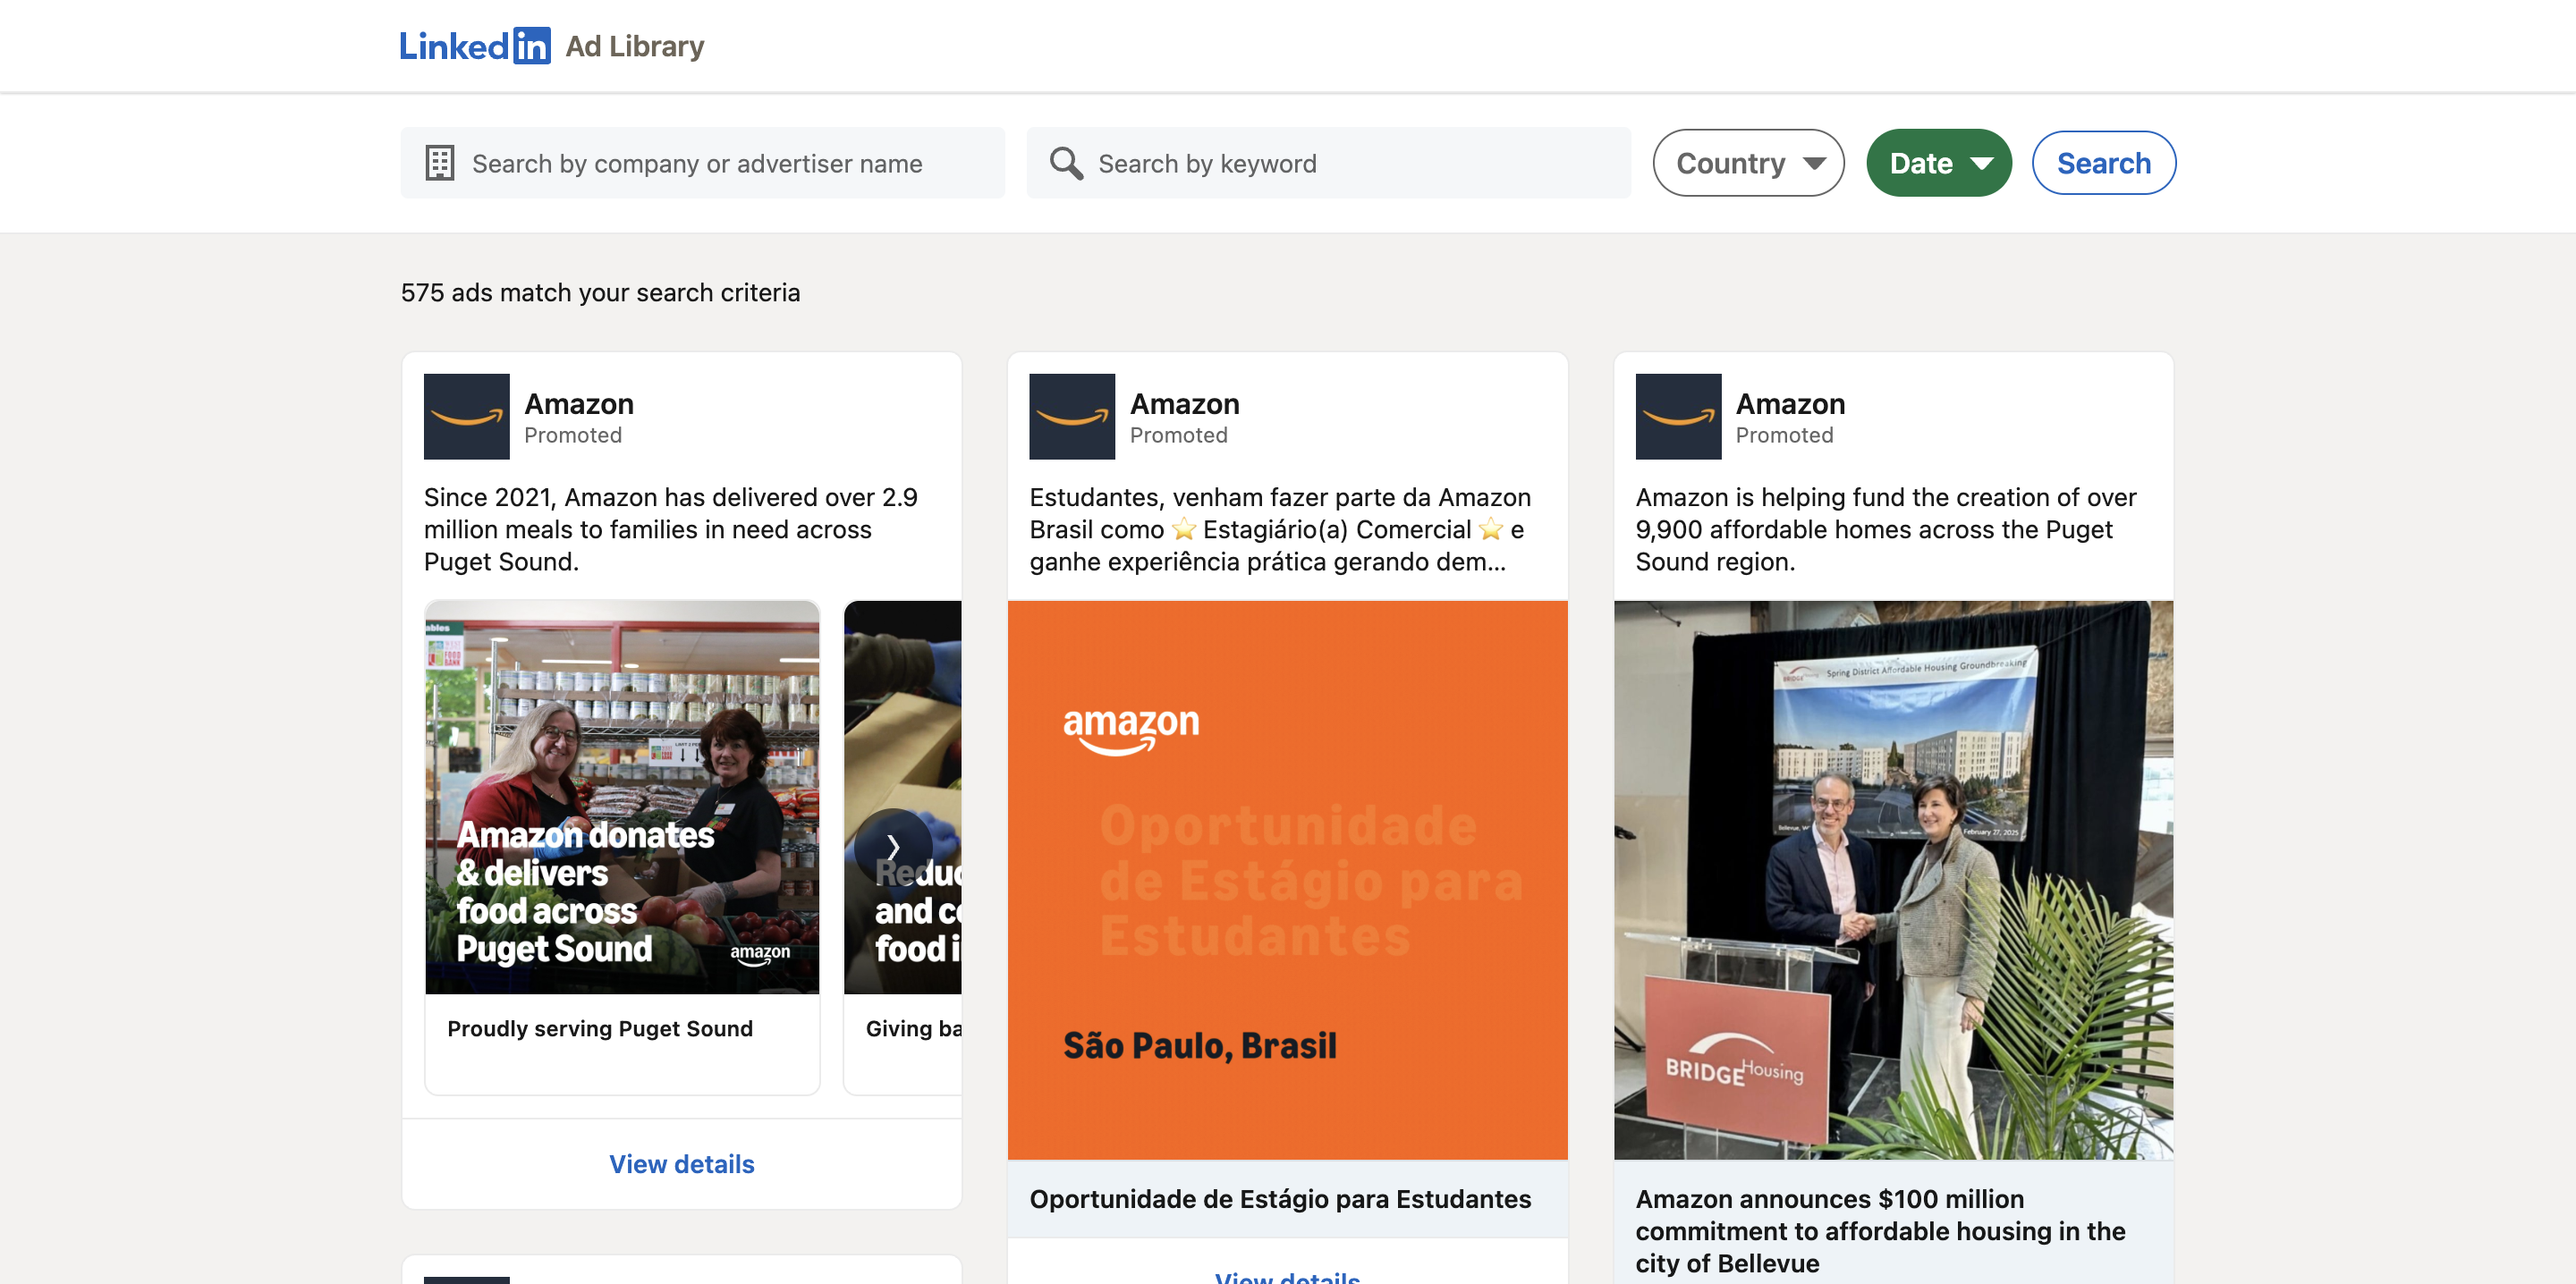 LinkedIn Ad Library
Search by company or advertiser name
Search by keyword
Country
Date
Search
575 ads match your search criteria
Amazon
Promoted
Since 2021, Amazon has delivered over 2.9
million meals to families in need across
Puget Sound.
ables
FOOD
BANK
Amazon donates
& delivers
food across
Puget Sound
amazon
Reduc
and co
food i
Proudly serving Puget Sound
Giving ba
View details
Amazon
Promoted
Estudantes, venham fazer parte da Amazon
Brasil como ⭐ Estagiário(a) Comercial ⭐ e
ganhe experiência prática gerando dem...
amazon
Oportunidade
de Estágio para
Estudantes
São Paulo, Brasil
Oportunidade de Estágio para Estudantes
View details
Amazon
Promoted
Amazon is helping fund the creation of over
9,900 affordable homes across the Puget
Sound region.
BRIDGE Housing
Spring District Affordable Housing Groundbreaking
February 27, 2025
BRIDGE Housing
Amazon announces $100 million
commitment to affordable housing in the
city of Bellevue